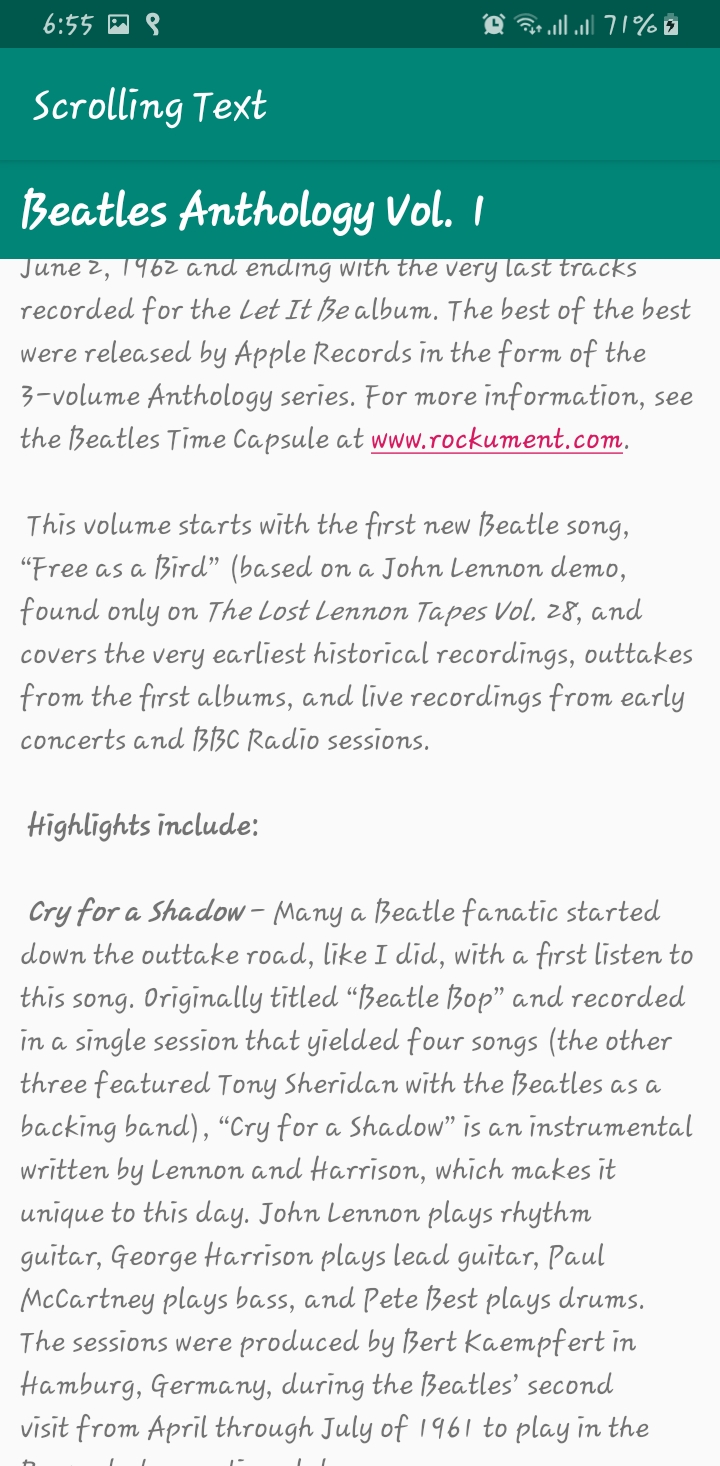 6:55 71%
Scrolling Text
Beatles Anthology Vol. 1
June 2, 1962 and ending with the very last tracks
recorded for the Let It Be album. The best of the best
were released by Apple Records in the form of the
3-volume Anthology series. For more information, see
the Beatles Time Capsule at www.rockument.com.
This volume starts with the first new Beatle song,
“Free as a Bird” (based on a John Lennon demo,
found only on The Lost Lennon Tapes Vol. 28, and
covers the very earliest historical recordings, outtakes
from the first albums, and live recordings from early
concerts and BBC Radio sessions.
Highlights include:
Cry for a Shadow – Many a Beatle fanatic started
down the outtake road, like I did, with a first listen to
this song. Originally titled “Beatle Bop” and recorded
in a single session that yielded four songs (the other
three featured Tony Sheridan with the Beatles as a
backing band), “Cry for a Shadow” is an instrumental
written by Lennon and Harrison, which makes it
unique to this day. John Lennon plays rhythm
guitar, George Harrison plays lead guitar, Paul
McCartney plays bass, and Pete Best plays drums.
The sessions were produced by Bert Kaempfert in
Hamburg, Germany, during the Beatles’ second
visit from April through July of 1961 to play in the